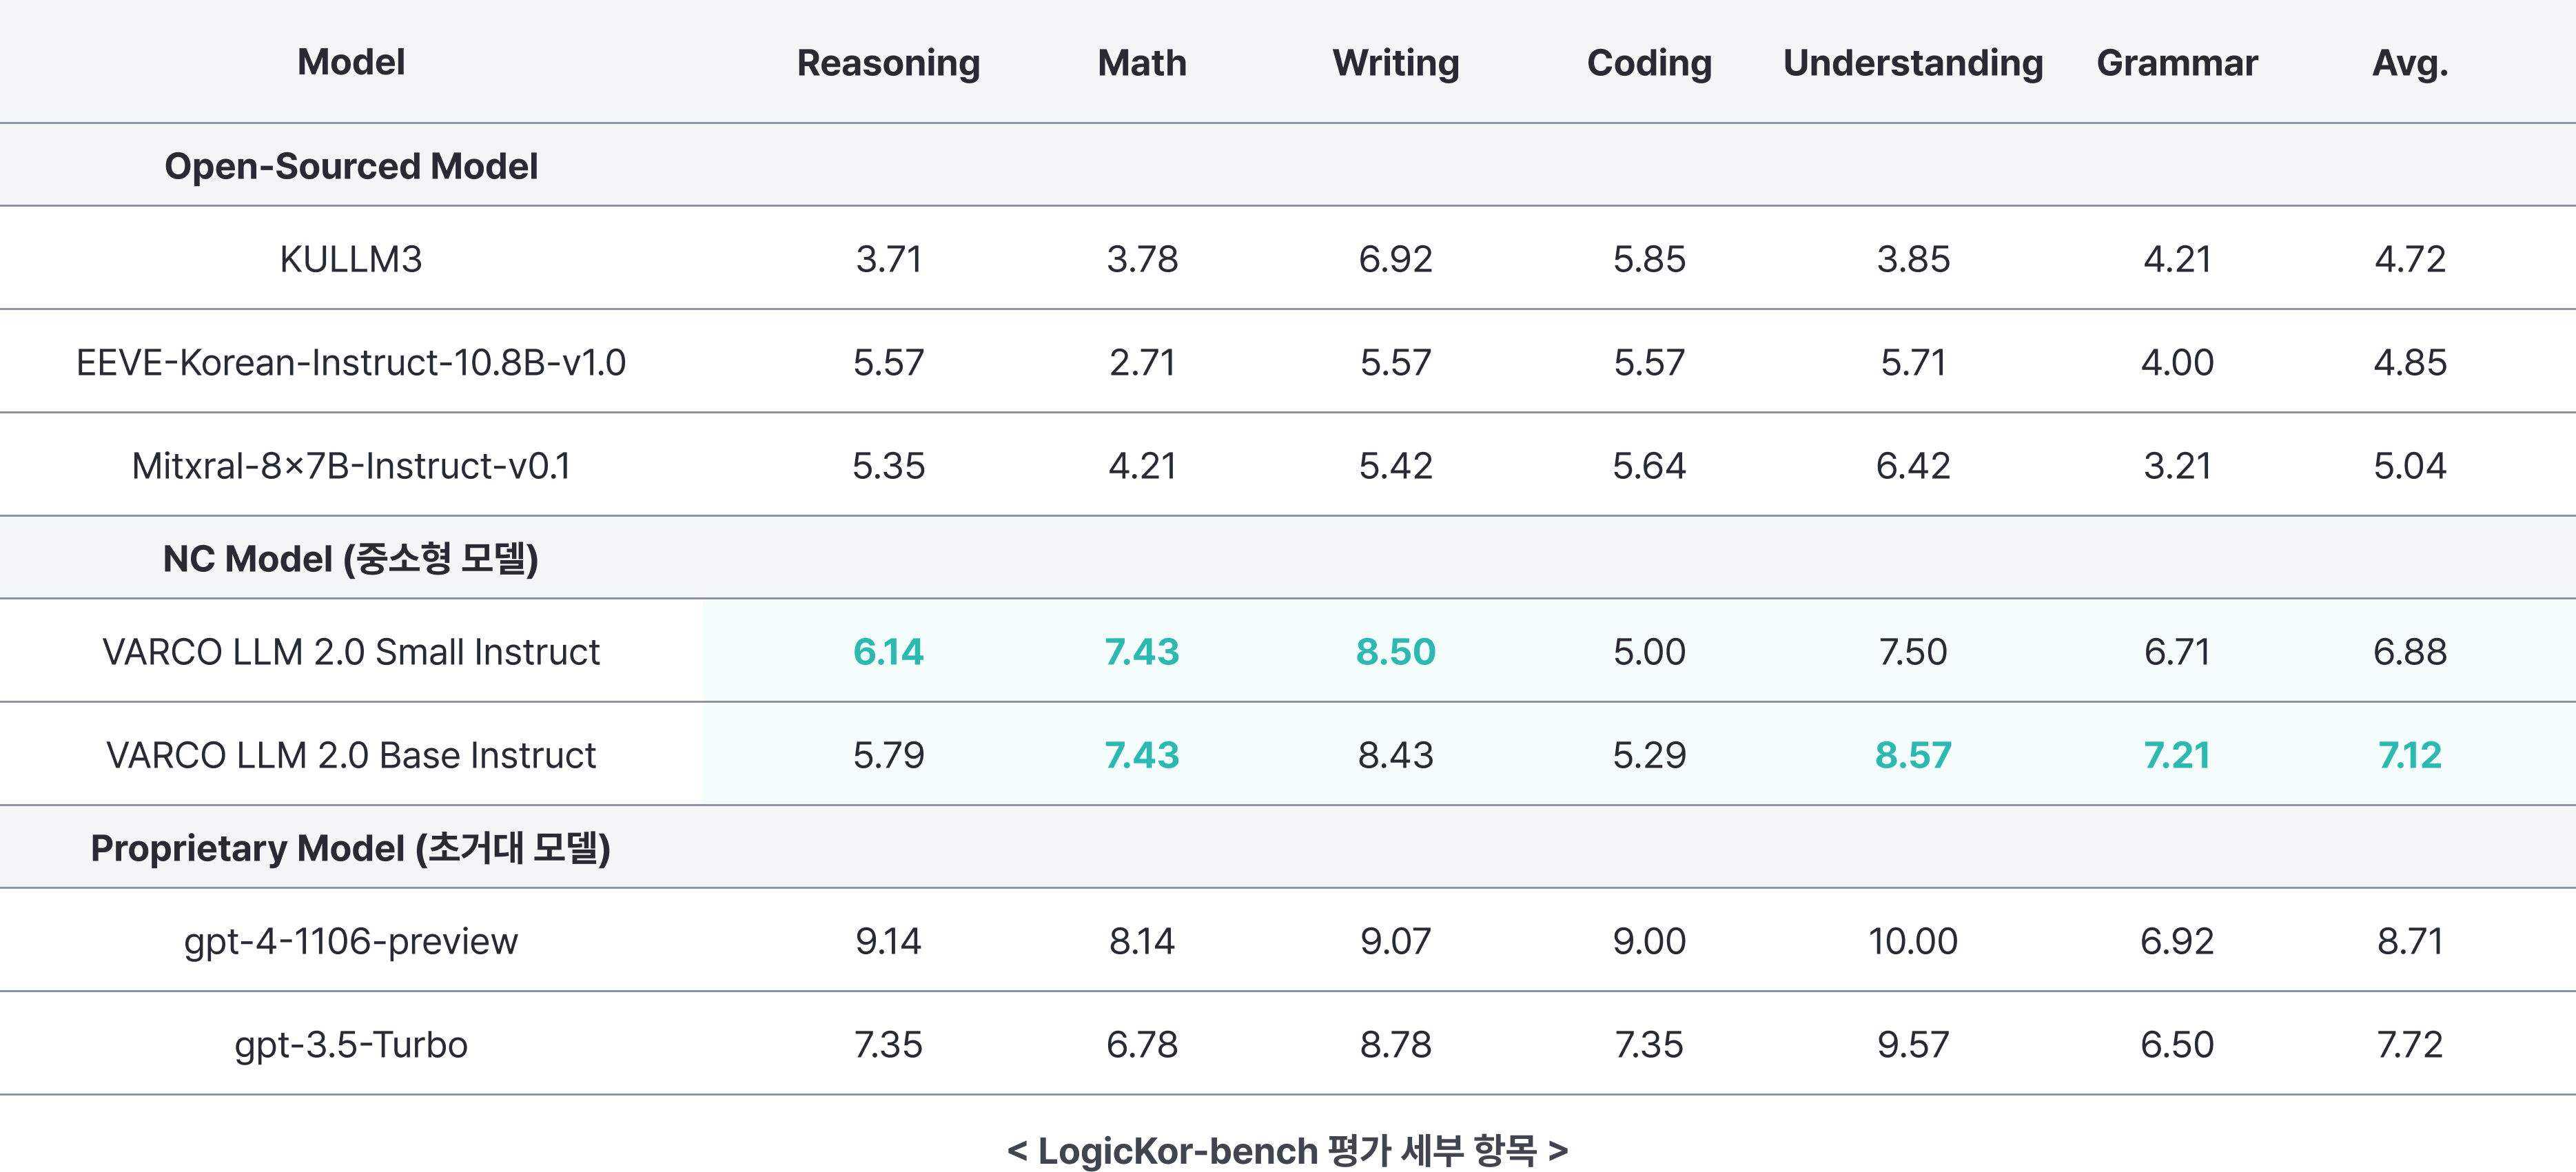 Model Reasoning Math Writing Coding Understanding Grammar Avg.
Open-Sourced Model
KULLM3 3.71 3.78 6.92 5.85 3.85 4.21 4.72
EEVE-Korean-Instruct-10.8B-v1.0 5.57 2.71 5.57 5.57 5.71 4.00 4.85
Mitxral-8×7B-Instruct-v0.1 5.35 4.21 5.42 5.64 6.42 3.21 5.04
NC Model (중소형 모델)
VARCO LLM 2.0 Small Instruct 6.14 7.43 8.50 5.00 7.50 6.71 6.88
VARCO LLM 2.0 Base Instruct 5.79 7.43 8.43 5.29 8.57 7.21 7.12
Proprietary Model (초거대 모델)
gpt-4-1106-preview 9.14 8.14 9.07 9.00 10.00 6.92 8.71
gpt-3.5-Turbo 7.35 6.78 8.78 7.35 9.57 6.50 7.72
< LogicKor-bench 평가 세부 항목 >